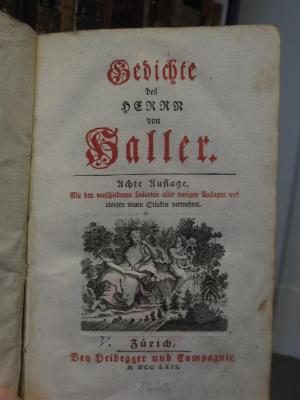 Gedichte
des
HERRN
von
Haller.
Achte Auflage.
Mit den verschiedenen Lesarten aller vorigen Auflagen und
einigen neuen Stücken vermehret.
Zürich,
Bey Heidegger und Compagnie.
M DCC LXII.